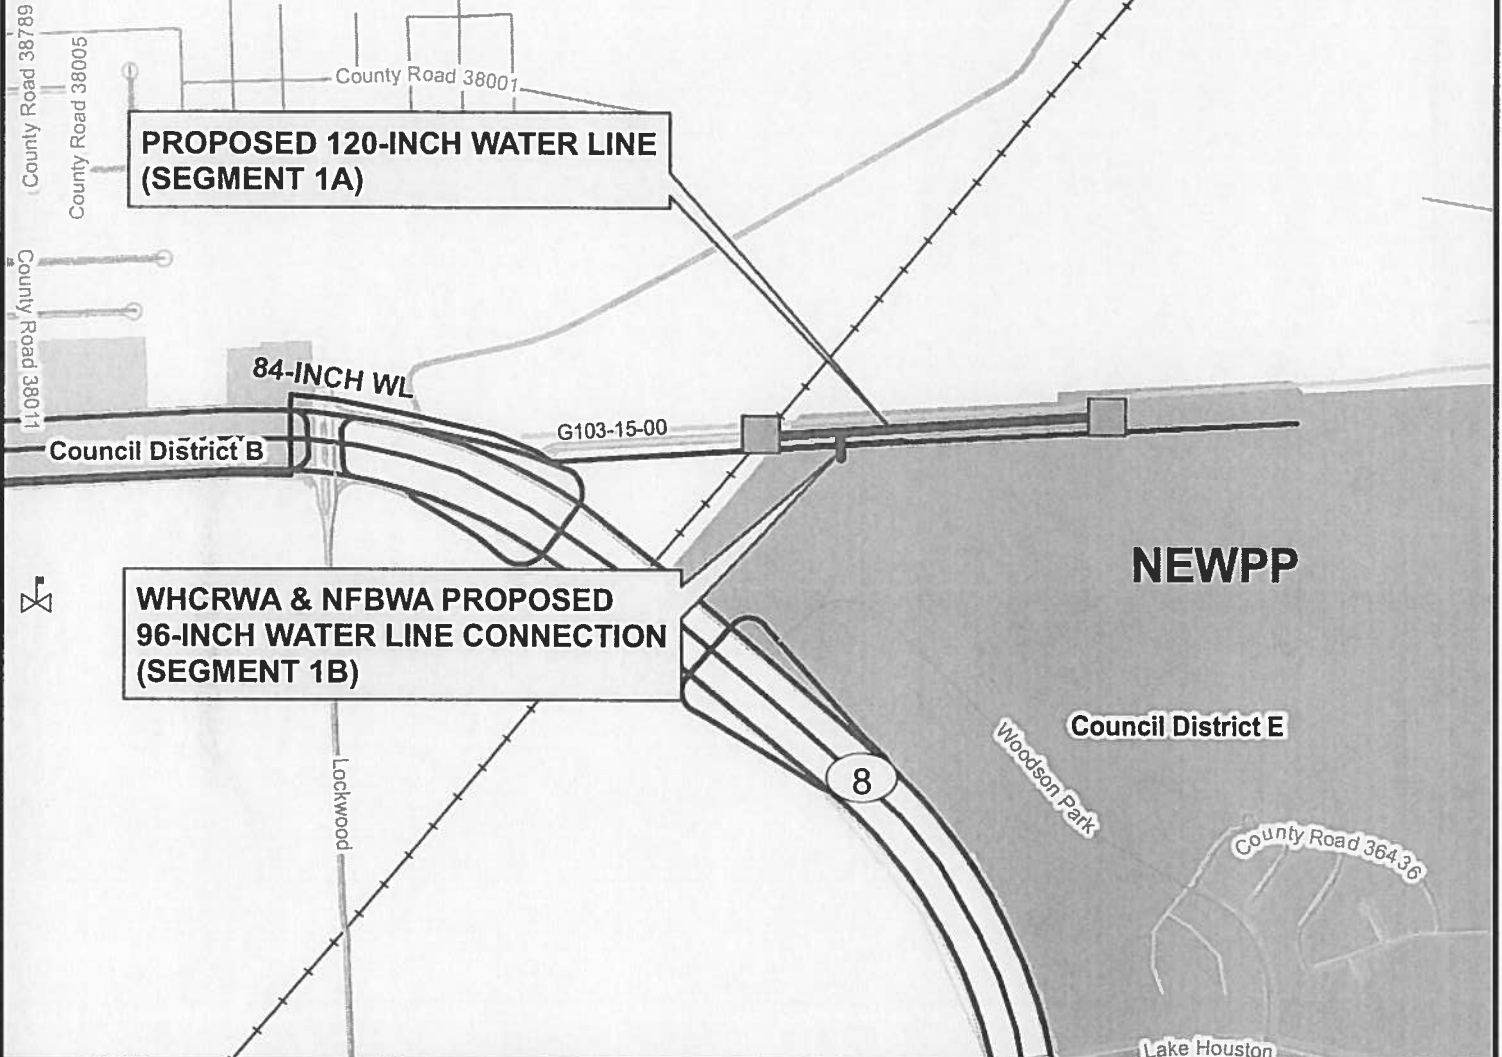 County Road 38789
County Road 38005
County Road 38001
PROPOSED 120-INCH WATER LINE
(SEGMENT 1A)
County Road 38011
84-INCH WL
G103-15-00
Council District B
NEWPP
WHCRWA & NFBWA PROPOSED
96-INCH WATER LINE CONNECTION
(SEGMENT 1B)
Council District E
Woodson Park
8
Lockwood
County Road 36436
Lake Houston